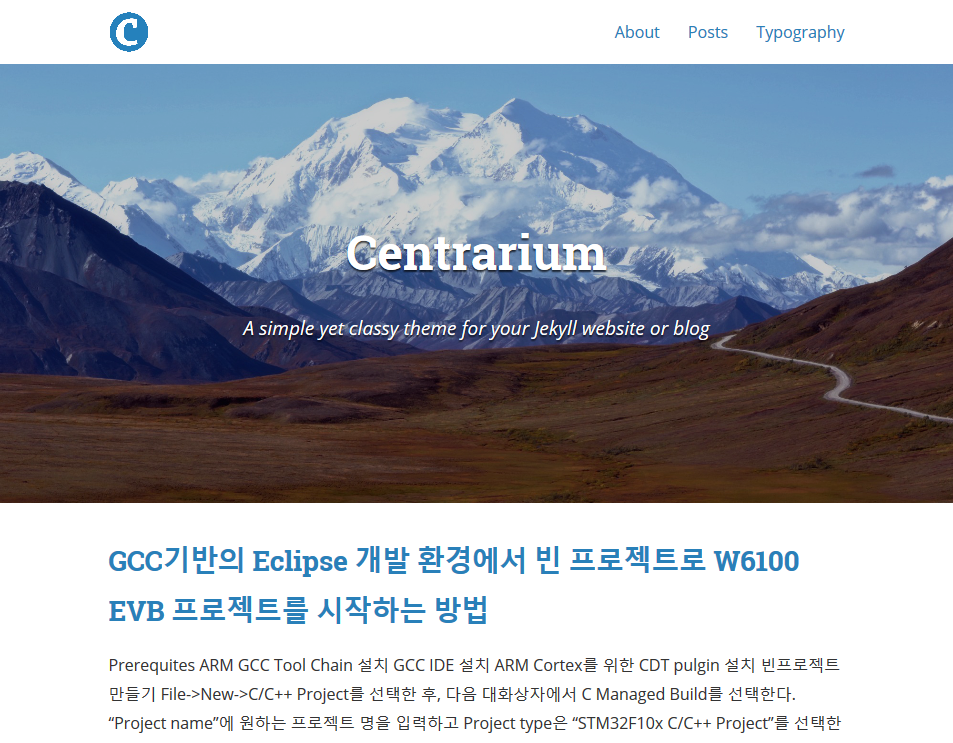 C
About Posts Typography
Centrarium
A simple yet classy theme for your Jekyll website or blog
GCC기반의 Eclipse 개발 환경에서 빈 프로젝트로 W6100
EVB 프로젝트를 시작하는 방법
Prerequites ARM GCC Tool Chain 설치 GCC IDE 설치 ARM Cortex를 위한 CDT pulgin 설치 빈프로젝트
만들기 File->New->C/C++ Project를 선택한 후, 다음 대화상자에서 C Managed Build를 선택한다.
“Project name”에 원하는 프로젝트 명을 입력하고 Project type은 “STM32F10x C/C++ Project”를 선택한